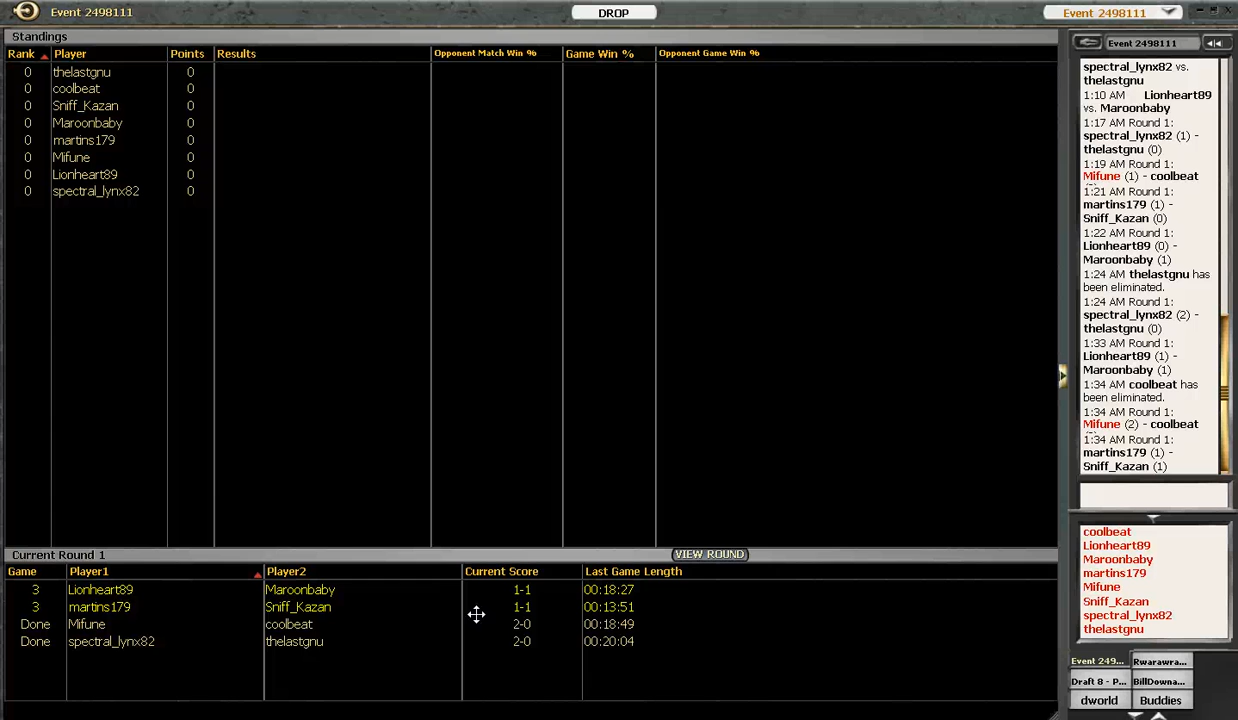 Event 2498111
DROP
Event 2498111
Standings
Rank Player Points Results Opponent Match Win % Game Win % Opponent Game Win %
0 thelastgnu 0
0 coolbeat 0
0 Sniff_Kazan 0
0 Maroonbaby 0
0 martins179 0
0 Mifune 0
0 Lionheart89 0
0 spectral_lynx82 0
Event 2498111
spectral_lynx82 vs.
thelastgnu
1:10 AM Lionheart89
vs. Maroonbaby
1:17 AM Round 1:
spectral_lynx82 (1) -
thelastgnu (0)
1:19 AM Round 1:
Mifune (1) - coolbeat
1:21 AM Round 1:
martins179 (1) -
Sniff_Kazan (0)
1:22 AM Round 1:
Lionheart89 (0) -
Maroonbaby (1)
1:24 AM thelastgnu has
been eliminated.
1:24 AM Round 1:
spectral_lynx82 (2) -
thelastgnu (0)
1:33 AM Round 1:
Lionheart89 (1) -
Maroonbaby (1)
1:34 AM coolbeat has
been eliminated.
1:34 AM Round 1:
Mifune (2) - coolbeat
1:34 AM Round 1:
martins179 (1) -
Sniff_Kazan (1)
Current Round 1
VIEW ROUND
Game Player1 Player2 Current Score Last Game Length
3 Lionheart89 Maroonbaby 1-1 00:18:27
3 martins179 Sniff_Kazan 1-1 00:13:51
Done Mifune coolbeat 2-0 00:18:49
Done spectral_lynx82 thelastgnu 2-0 00:20:04
coolbeat
Lionheart89
Maroonbaby
martins179
Mifune
Sniff_Kazan
spectral_lynx82
thelastgnu
Event 249... Rwarawra...
Draft 8 - P... BillDowna...
dworld Buddies